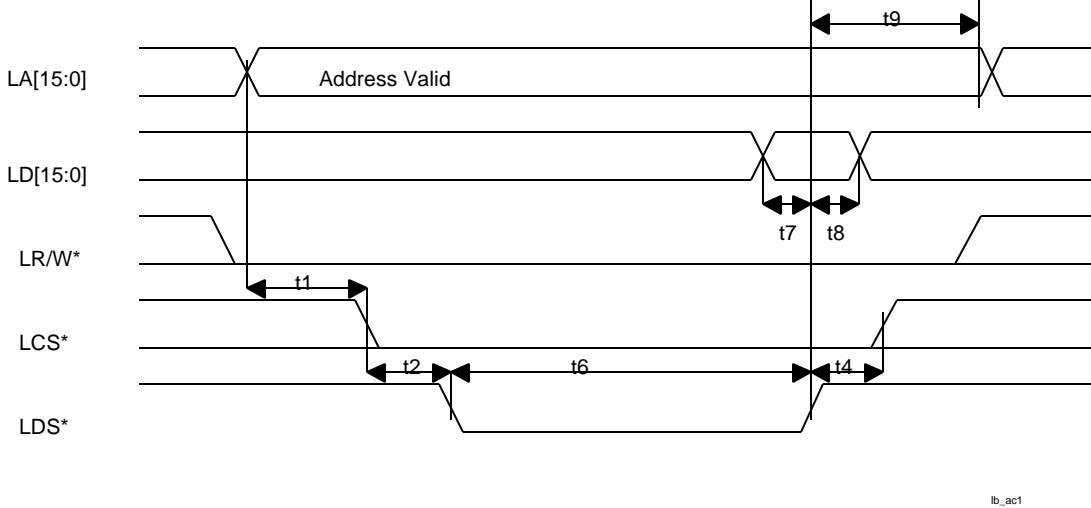 t9
LA[15:0]
Address Valid
LD[15:0]
t7
t8
LR/W*
t1
LCS*
t2
t6
t4
LDS*
lb_ac1